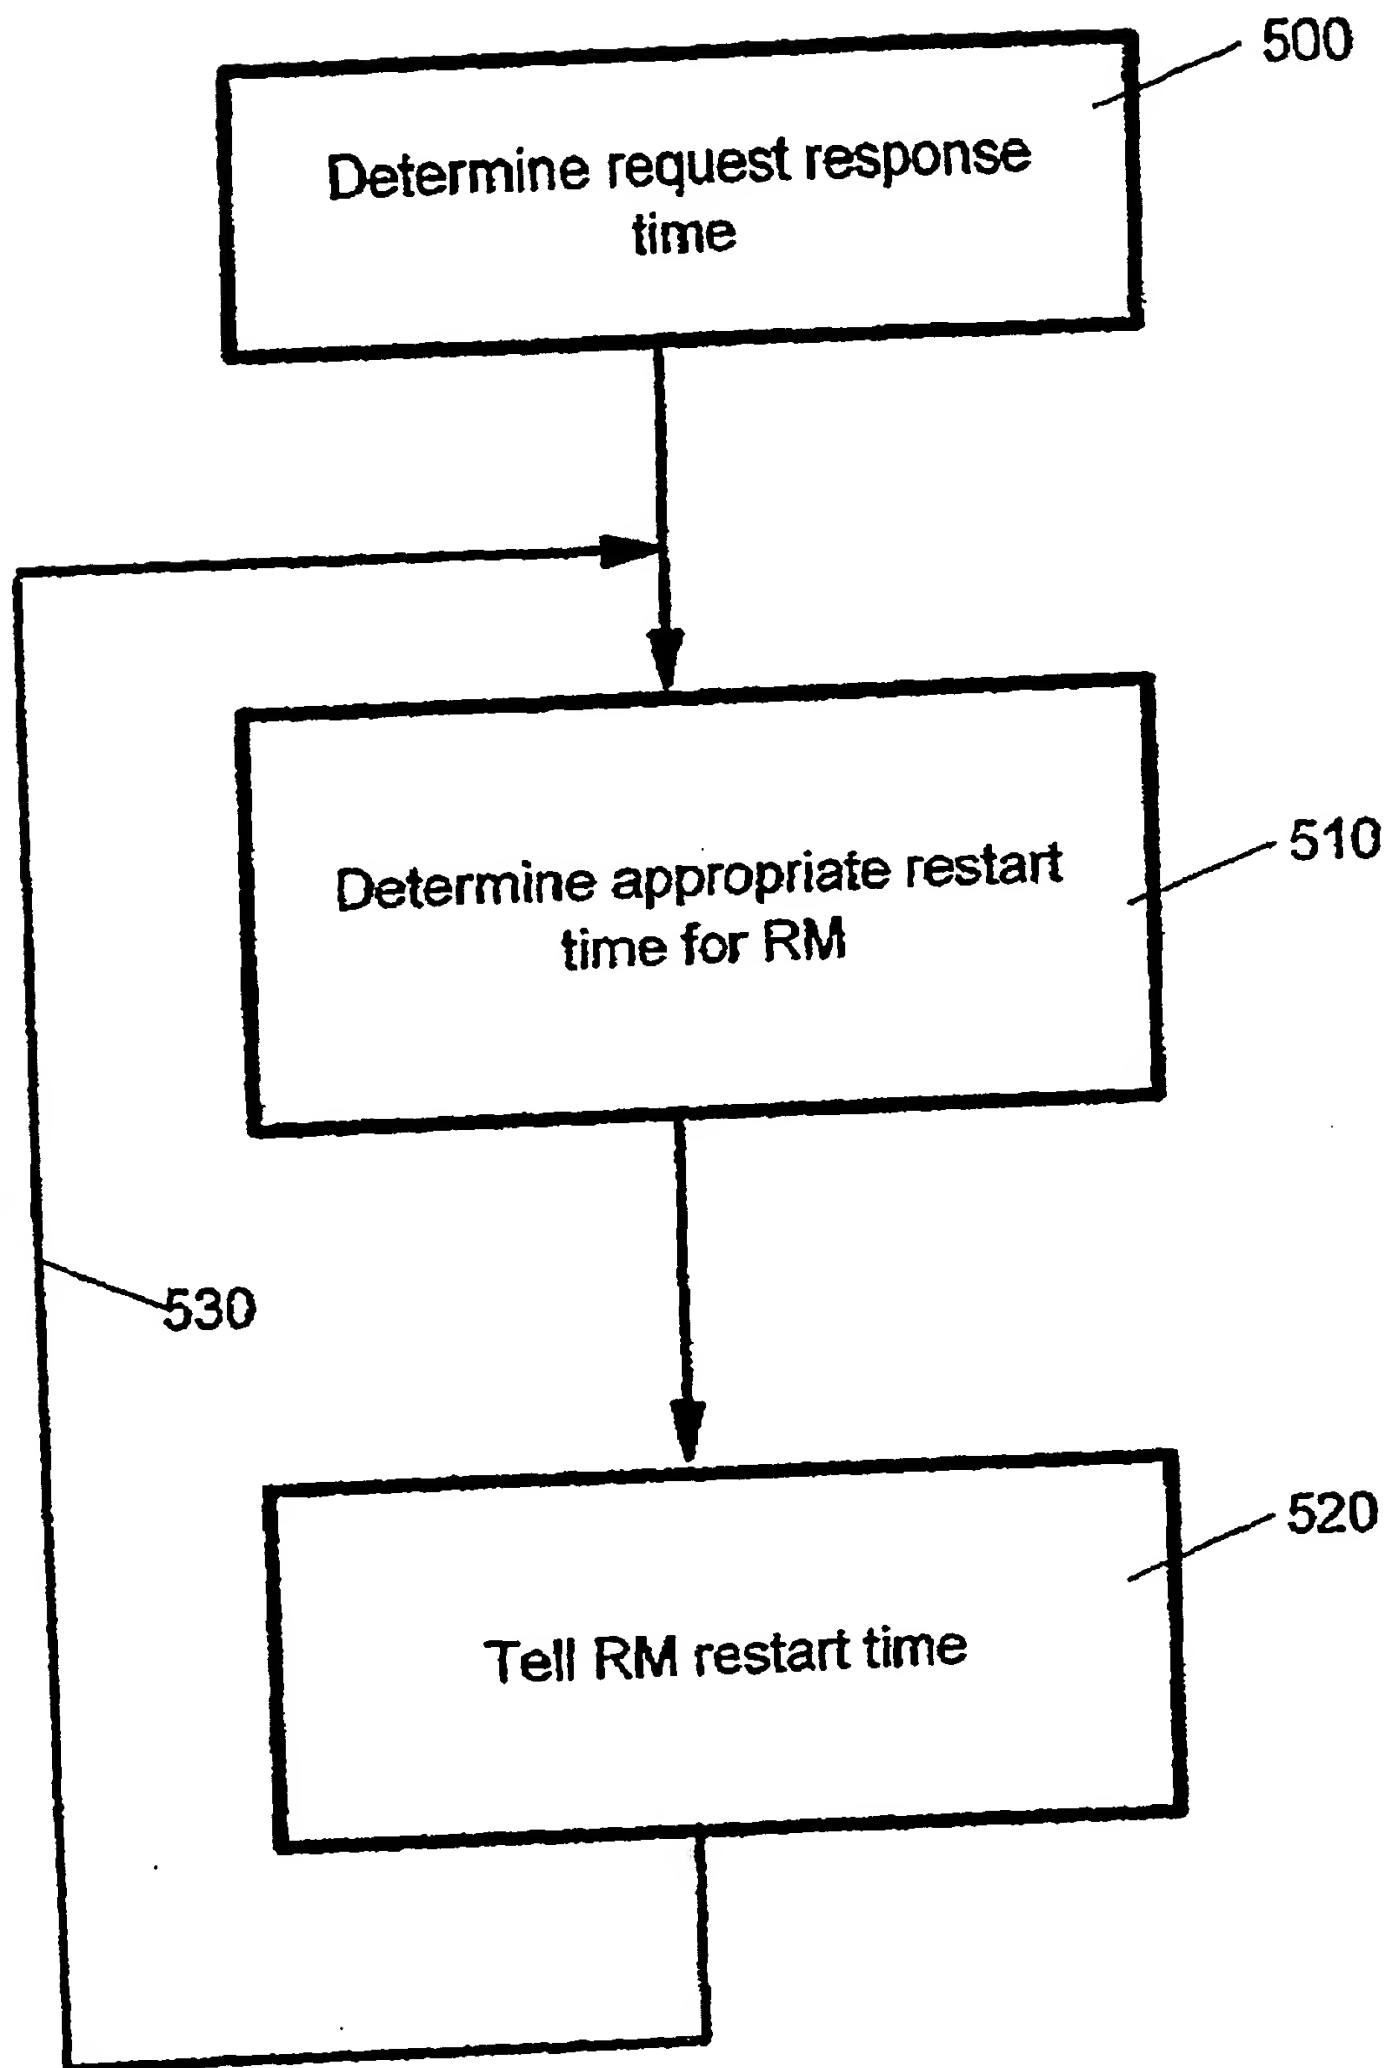 500
Determine request response
time
510
Determine appropriate restart
time for RM
530
520
Tell RM restart time